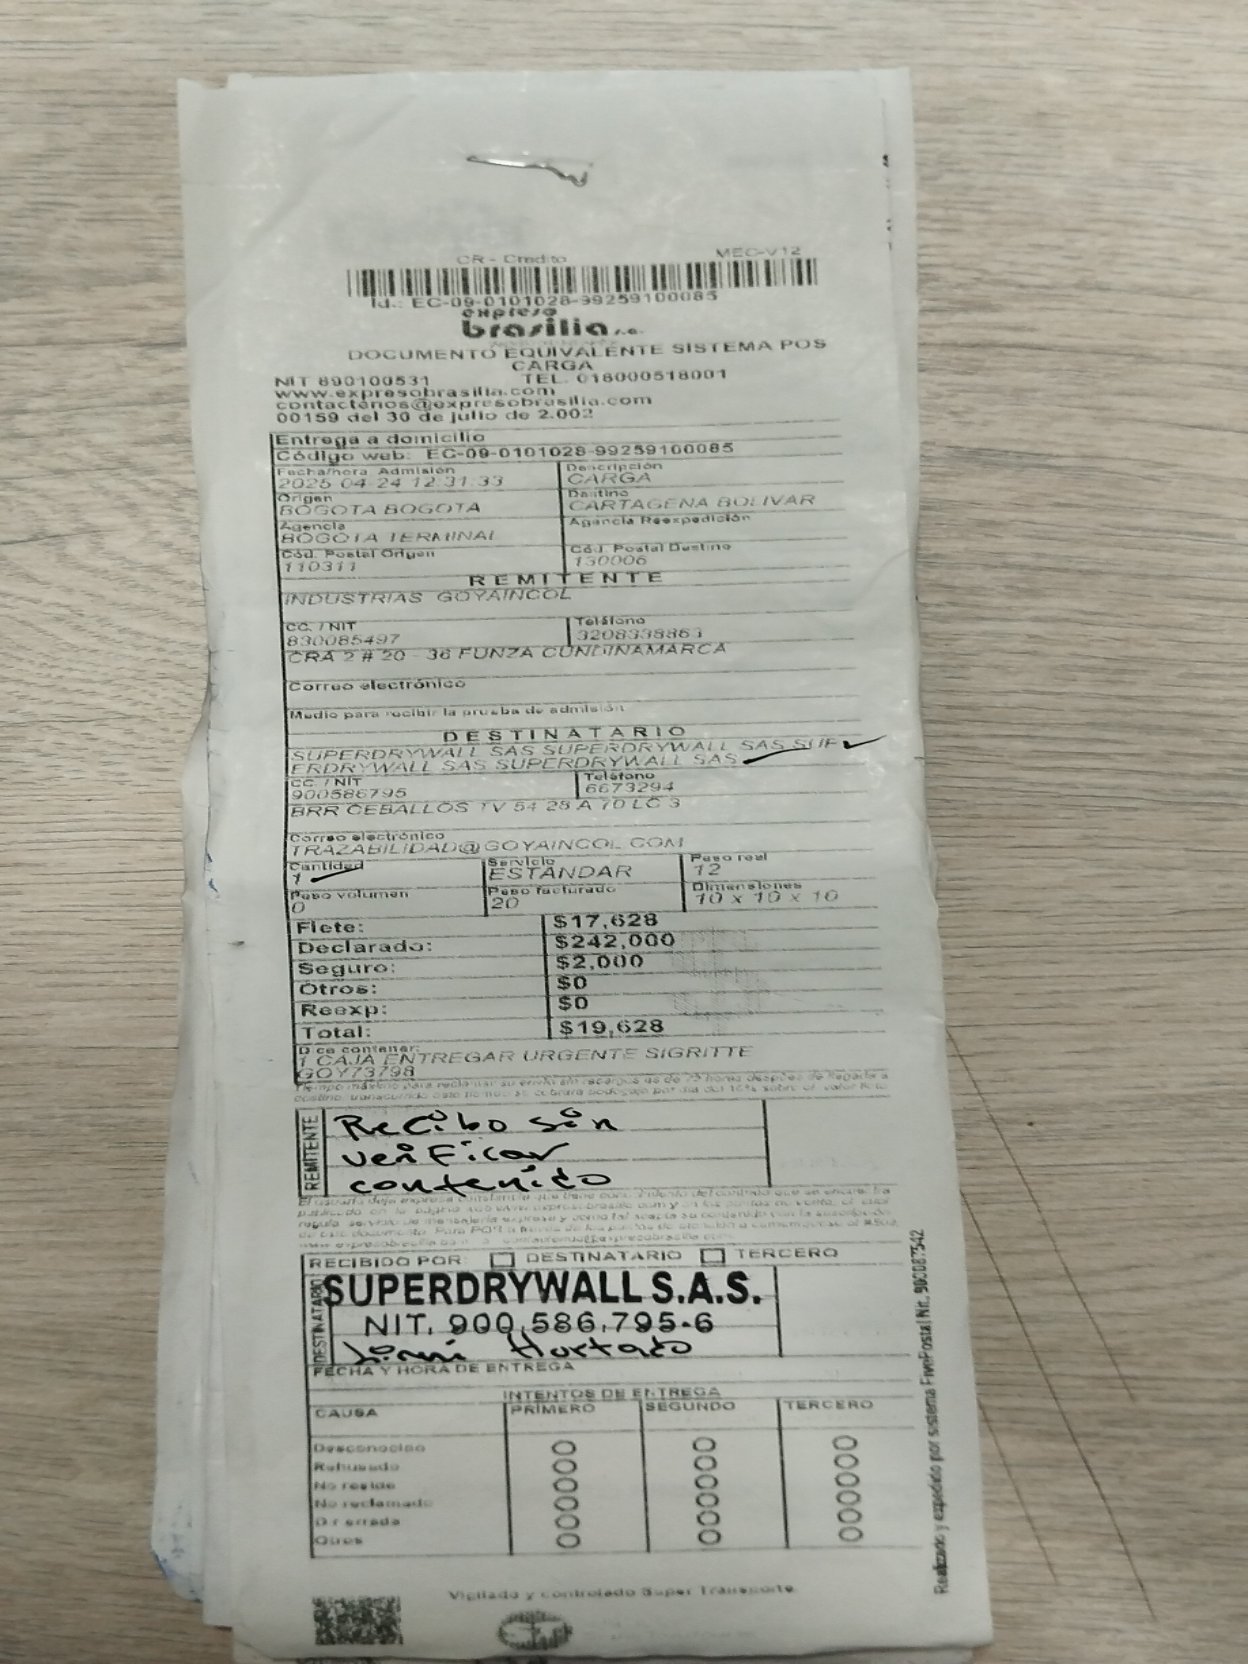 CR - Credito MEC-V12
Id.: EC-09-0101028-99259100085
expreso
brasilia s.a.
DOCUMENTO EQUIVALENTE SISTEMA POS
CARGA
NIT 890100531 TEL. 018000518001
www.expresobrasilia.com
contactenos@expresobrasilia.com
00159 del 30 de julio de 2.002
Entrega a domicilio
Código web: EC-09-0101028-99259100085
Fecha/hora Admisión Descripción
2025 04 24 12:31:33 CARGA
Origen Destino
BOGOTA BOGOTA CARTAGENA BOLIVAR
Agencia Agencia Reexpedición
BOGOTA TERMINAL
Cód. Postal Origen Cód. Postal Destino
110311 130006
REMITENTE
INDUSTRIAS GOYAINCOL
CC. / NIT Teléfono
830085497 3208338863
CRA 2 # 20 - 36 FUNZA CUNDINAMARCA
Correo electrónico
Medio para recibir la prueba de admisión
DESTINATARIO
SUPERDRYWALL SAS SUPERDRYWALL SAS SUP
ERDRYWALL SAS SUPERDRYWALL SAS
CC. / NIT Teléfono
900586795 6673294
BRR CEBALLOS TV 54 28 A 70 LC 3
Correo electrónico
TRAZABILIDAD@GOYAINCOL.COM
Cantidad Servicio Peso real
1 ESTANDAR 12
Peso volumen Peso facturado Dimensiones
0 20 10 x 10 x 10
Flete: $17,628
Declarado: $242,000
Seguro: $2,000
Otros: $0
Reexp: $0
Total: $19,628
Dice contener:
1 CAJA ENTREGAR URGENTE SIGRITTE
GOY73798
REMITENTE
Recibo sin
verificar
contenido
RECIBIDO POR: DESTINATARIO TERCERO
DESTINATARIO
SUPERDRYWALL S.A.S.
NIT. 900.586.795-6
Hurtado
FECHA Y HORA DE ENTREGA
INTENTOS DE ENTREGA
CAUSA PRIMERO SEGUNDO TERCERO
Desconocido
Rehusado
No reside
No reclamado
Dir errada
Otros
Vigilado y controlado Super Transporte
Realizado y expedido por sistema FivePostal Nit. 900087542